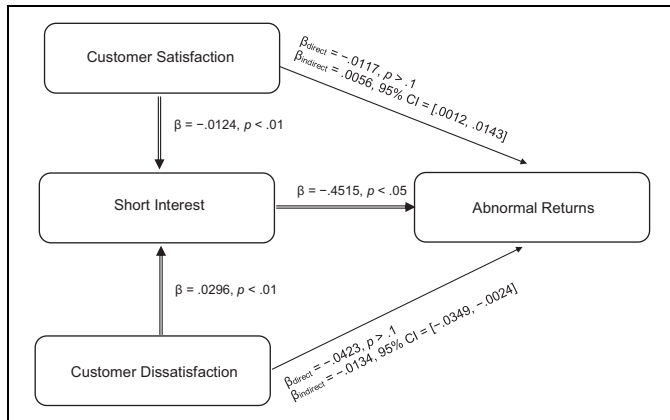 Customer Satisfaction
βdirect = −.0117, p > .1
βindirect = .0056, 95% CI = [.0012, .0143]
β = −.0124, p < .01
Short Interest
β = −.4515, p < .05
Abnormal Returns
β = .0296, p < .01
Customer Dissatisfaction
βdirect = −.0423, p > .1
βindirect = −.0134, 95% CI = [−.0349, −.0024]